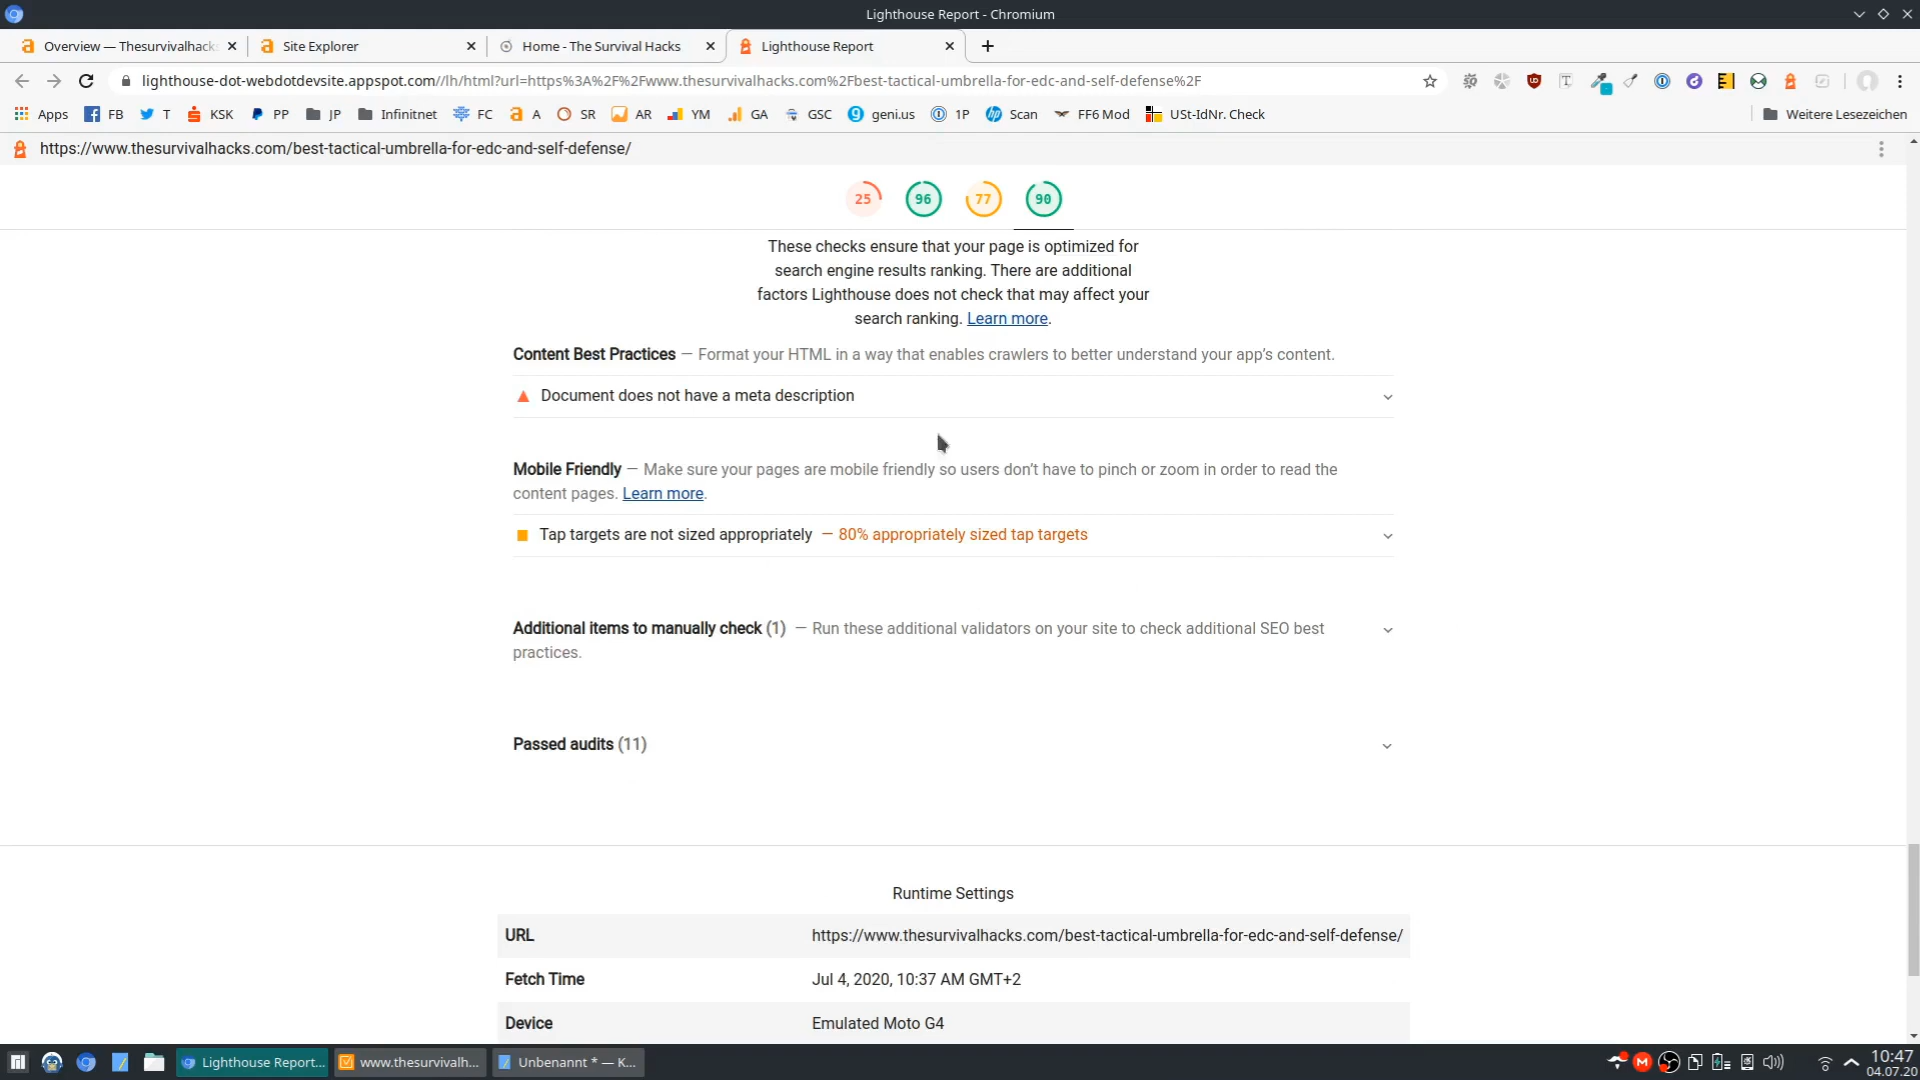 Lighthouse Report - Chromium
Overview — Thesurvivalhack
Site Explorer
Home - The Survival Hacks
Lighthouse Report
lighthouse-dot-webdotdevsite.appspot.com//lh/html?url=https%3A%2F%2Fwww.thesurvivalhacks.com%2Fbest-tactical-umbrella-for-edc-and-self-defense%2F
Apps FB T KSK PP JP Infinitnet FC A SR AR YM GA GSC geni.us 1P Scan FF6 Mod USt-IdNr. Check Weitere Lesezeichen
https://www.thesurvivalhacks.com/best-tactical-umbrella-for-edc-and-self-defense/
25 96 77 90
These checks ensure that your page is optimized for
search engine results ranking. There are additional
factors Lighthouse does not check that may affect your
search ranking. Learn more.
Content Best Practices — Format your HTML in a way that enables crawlers to better understand your app’s content.
Document does not have a meta description
Mobile Friendly — Make sure your pages are mobile friendly so users don’t have to pinch or zoom in order to read the
content pages. Learn more.
Tap targets are not sized appropriately — 80% appropriately sized tap targets
Additional items to manually check (1) — Run these additional validators on your site to check additional SEO best
practices.
Passed audits (11)
Runtime Settings
URL https://www.thesurvivalhacks.com/best-tactical-umbrella-for-edc-and-self-defense/
Fetch Time Jul 4, 2020, 10:37 AM GMT+2
Device Emulated Moto G4
Lighthouse Report... www.thesurvivalh... Unbenannt * — K...
10:47
04.07.20